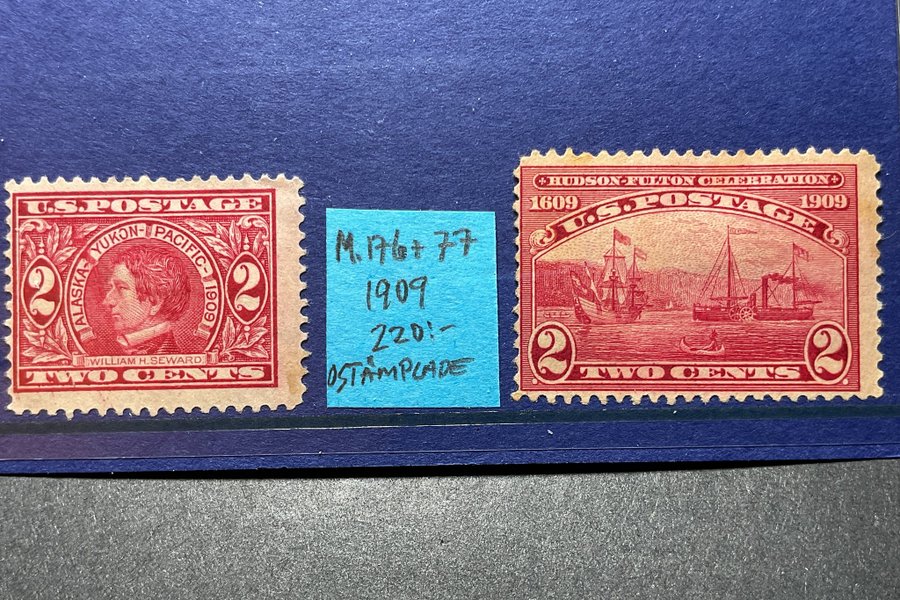 U.S. POSTAGE
ALASKA-YUKON-PACIFIC-1909
2 2
WILLIAM H. SEWARD
TWO CENTS
M. 176+77
1909
220:-
OSTÄMPLADE
HUDSON-FULTON CELEBRATION
1609 1909
U.S. POSTAGE
2 2
TWO CENTS